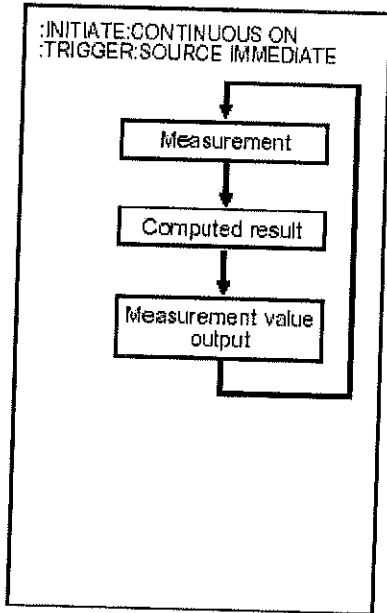 :INITIATE:CONTINUOUS ON
:TRIGGER:SOURCE IMMEDIATE
Measurement
Computed result
Measurement value
output